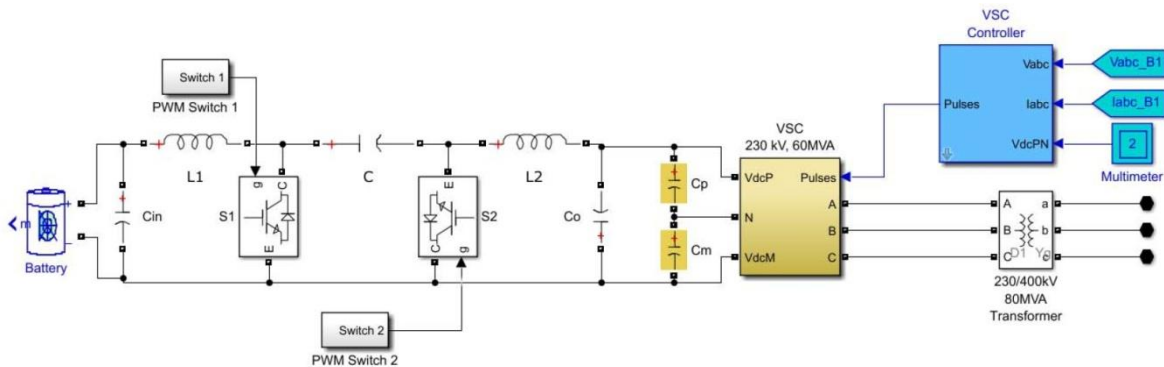 VSC
Controller
Vabc
Vabc_B1
Switch 1
PWM Switch 1
Pulses
Iabc
Iabc_B1
VSC
230 kV, 60MVA
VdcPN
2
Multimeter
L1
C
L2
g
C
S1
E
E
S2
C
g
Cin
Co
Cp
Cm
VdcP
Pulses
N
A
B
VdcM
C
A
a
B
b
C
c
D1
Yg
m
+
-
Battery
230/400kV
80MVA
Transformer
Switch 2
PWM Switch 2